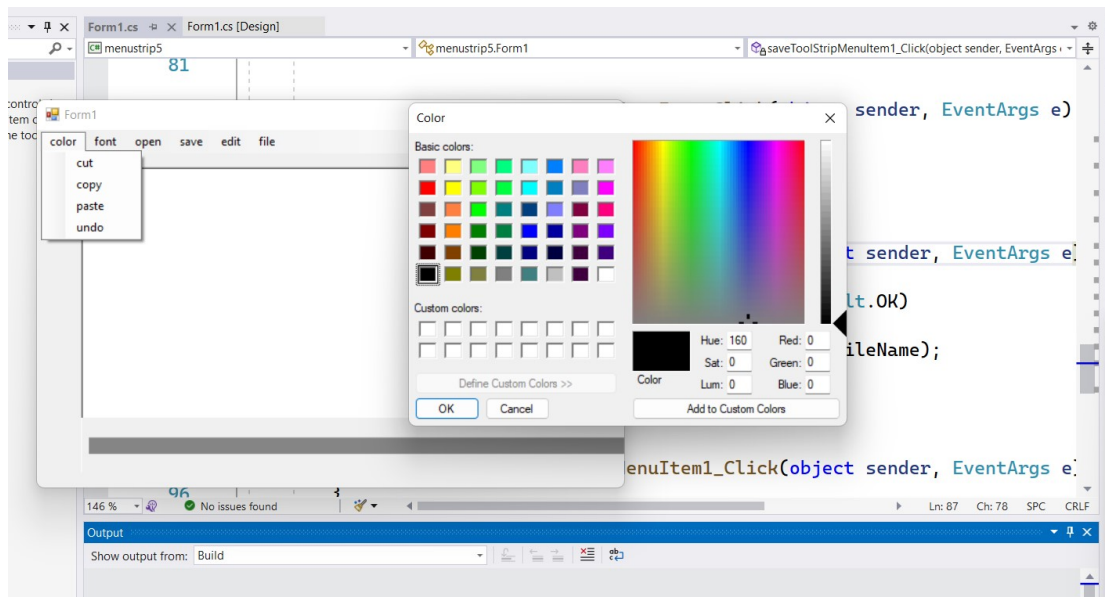 Form1.cs Form1.cs [Design]
C# menustrip5 menustrip5.Form1 saveToolStripMenuItem1_Click(object sender, EventArgs
81
sender, EventArgs e)
Form1
color font open save edit file
cut
copy
paste
undo
Color
Basic colors:
Custom colors:
Define Custom Colors >>
OK Cancel
Hue: 160 Red: 0
Sat: 0 Green: 0
Color Lum: 0 Blue: 0
Add to Custom Colors
sender, EventArgs e)
lt.OK)
ileName);
enuItem1_Click(object sender, EventArgs e)
96 }
146 % No issues found Ln: 87 Ch: 78 SPC CRLF
Output
Show output from: Build